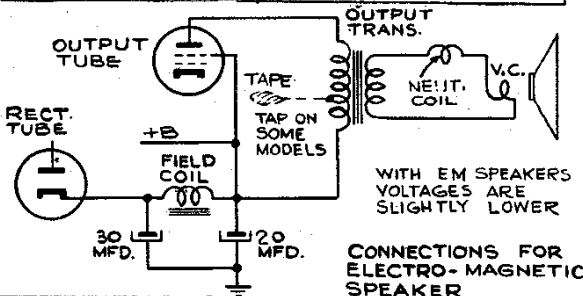 OUTPUT
TRANS.
OUTPUT
TUBE
TAPE
NEUT.
COIL
V.C.
RECT.
TUBE
+B
TAP ON
SOME
MODELS
FIELD
COIL
WITH EM SPEAKERS
VOLTAGES ARE
SLIGHTLY LOWER
30
MFD.
20
MFD.
CONNECTIONS FOR
ELECTRO-MAGNETIC
SPEAKER